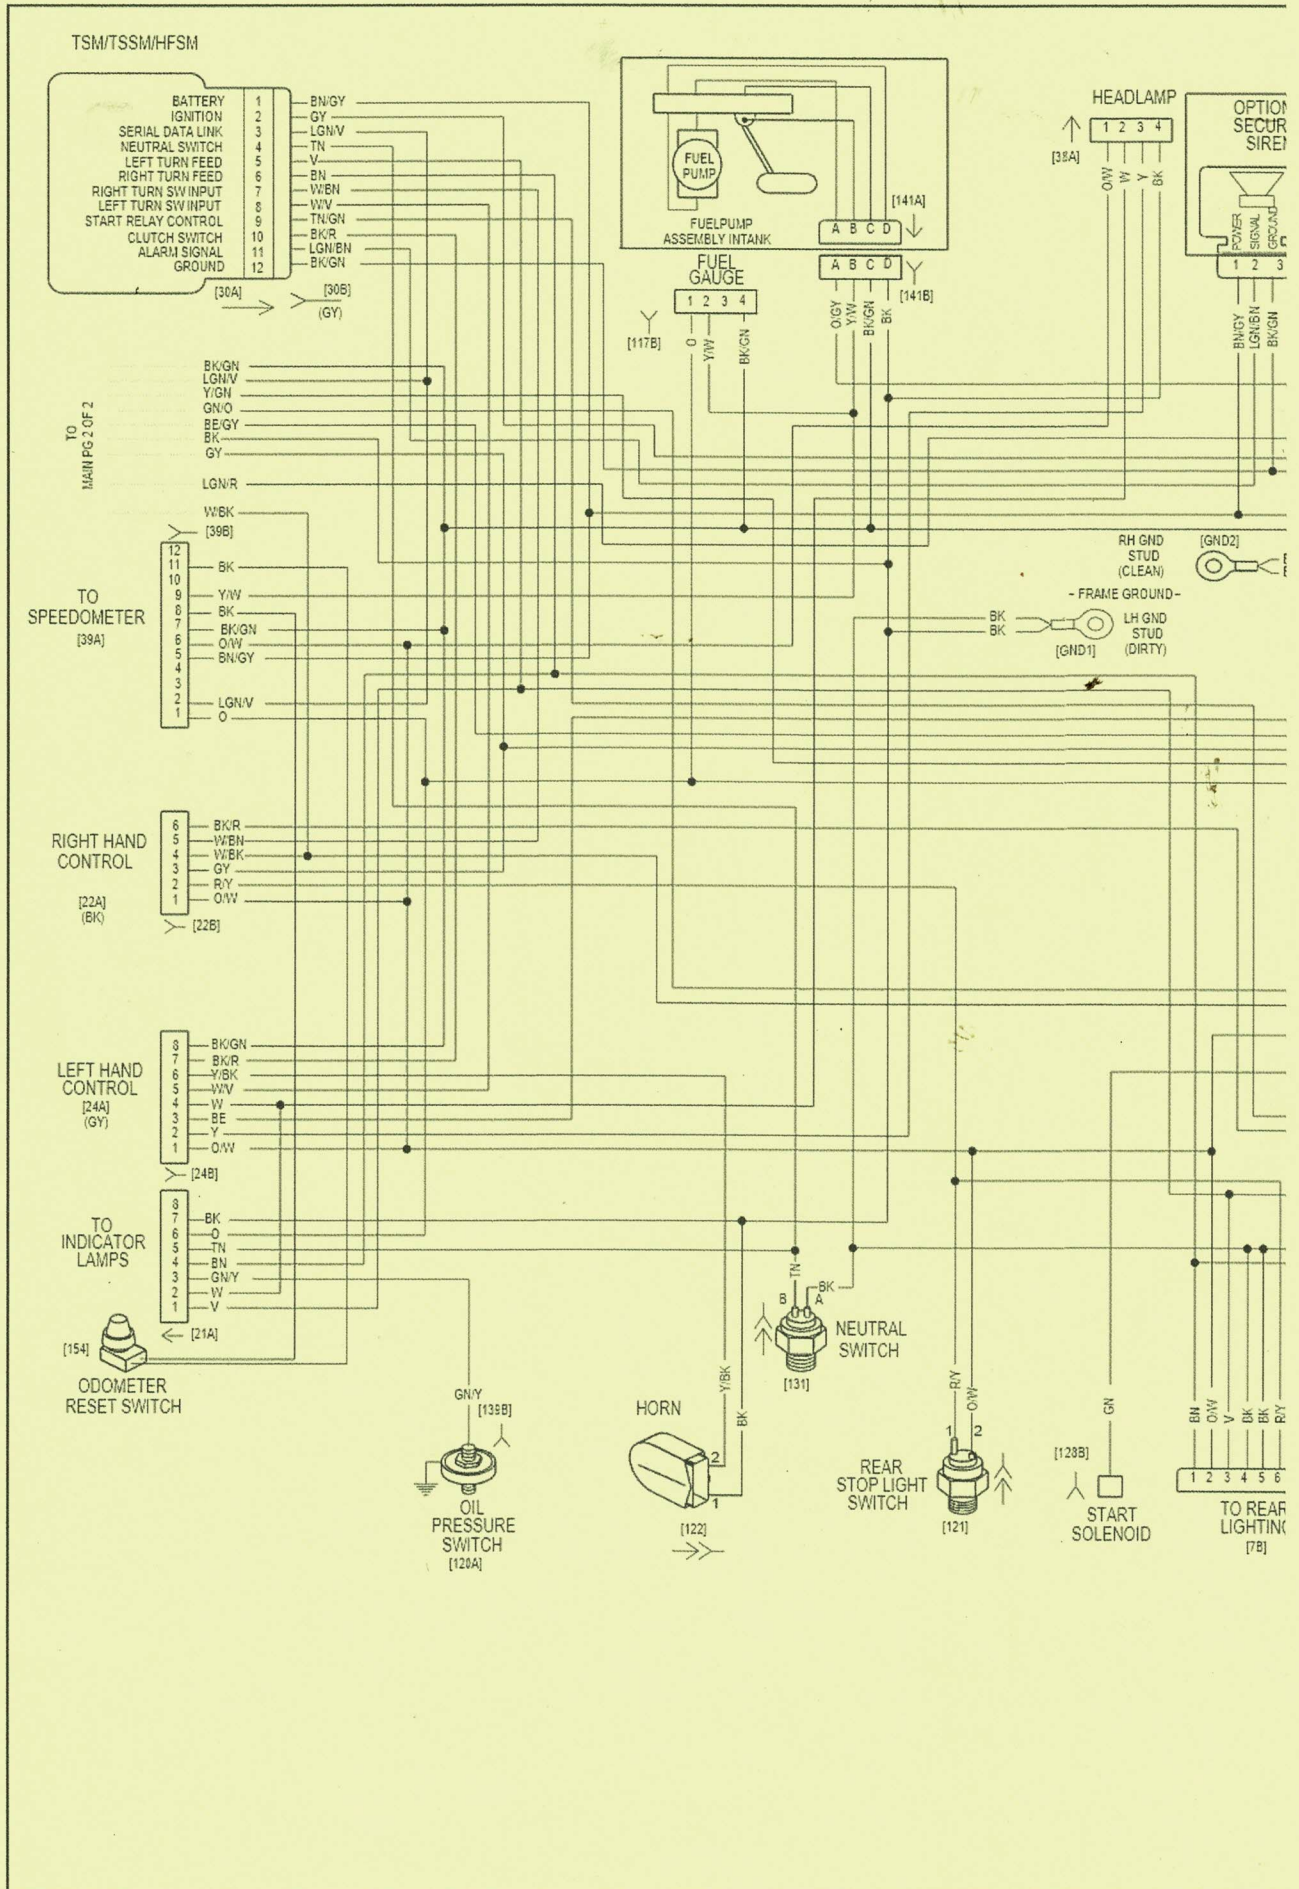 TSM/TSSM/HFSM
BATTERY 1 BN/GY
IGNITION 2 GY
SERIAL DATA LINK 3 LGN/V
NEUTRAL SWITCH 4 TN
LEFT TURN FEED 5 V
RIGHT TURN FEED 6 BN
RIGHT TURN SW INPUT 7 W/BN
LEFT TURN SW INPUT 8 W/V
START RELAY CONTROL 9 TN/GN
CLUTCH SWITCH 10 BK/R
ALARM SIGNAL 11 LGN/BN
GROUND 12 BK/GN
[30A] [30B]
(GY)
FUEL
PUMP
FUELPUMP
ASSEMBLY INTANK
[141A]
A B C D
A B C D
[141B]
O/GY Y/W BK/GN BK
FUEL
GAUGE
1 2 3 4
[117B]
O Y/W BK/GN
HEADLAMP
1 2 3 4
[38A]
O/W W Y BK
OPTION
SECUR
SIREN
POWER
SIGNAL
GROUND
1 2 3
BN/GY LGN/BN BK/GN
TO
MAIN PG 2 OF 2
BK/GN
LGN/V
Y/GN
GN/O
BE/GY
BK
GY
LGN/R
W/BK
[39B]
TO
SPEEDOMETER
[39A]
12
11 BK
10
9 Y/W
8 BK
7 BK/GN
6 O/W
5 BN/GY
4
3
2 LGN/V
1 O
RH GND
STUD
(CLEAN)
[GND2]
- FRAME GROUND -
BK
BK
LH GND
STUD
(DIRTY)
[GND1]
RIGHT HAND
CONTROL
[22A]
(BK)
6 BK/R
5 W/BN
4 W/BK
3 GY
2 R/Y
1 O/W
[22B]
LEFT HAND
CONTROL
[24A]
(GY)
8 BK/GN
7 BK/R
6 Y/BK
5 W/V
4 W
3 BE
2 Y
1 O/W
[24B]
TO
INDICATOR
LAMPS
8
7 BK
6 O
5 TN
4 BN
3 GN/Y
2 W
1 V
[21A]
[154]
ODOMETER
RESET SWITCH
GN/Y
[139B]
OIL
PRESSURE
SWITCH
[120A]
HORN
Y/BK
BK
2
1
[122]
TN
BK
B A
NEUTRAL
SWITCH
[131]
R/Y
O/W
1 2
REAR
STOP LIGHT
SWITCH
[121]
GN
[128B]
START
SOLENOID
BN O/W V BK BK R/Y
1 2 3 4 5 6
TO REAR
LIGHTING
[7B]